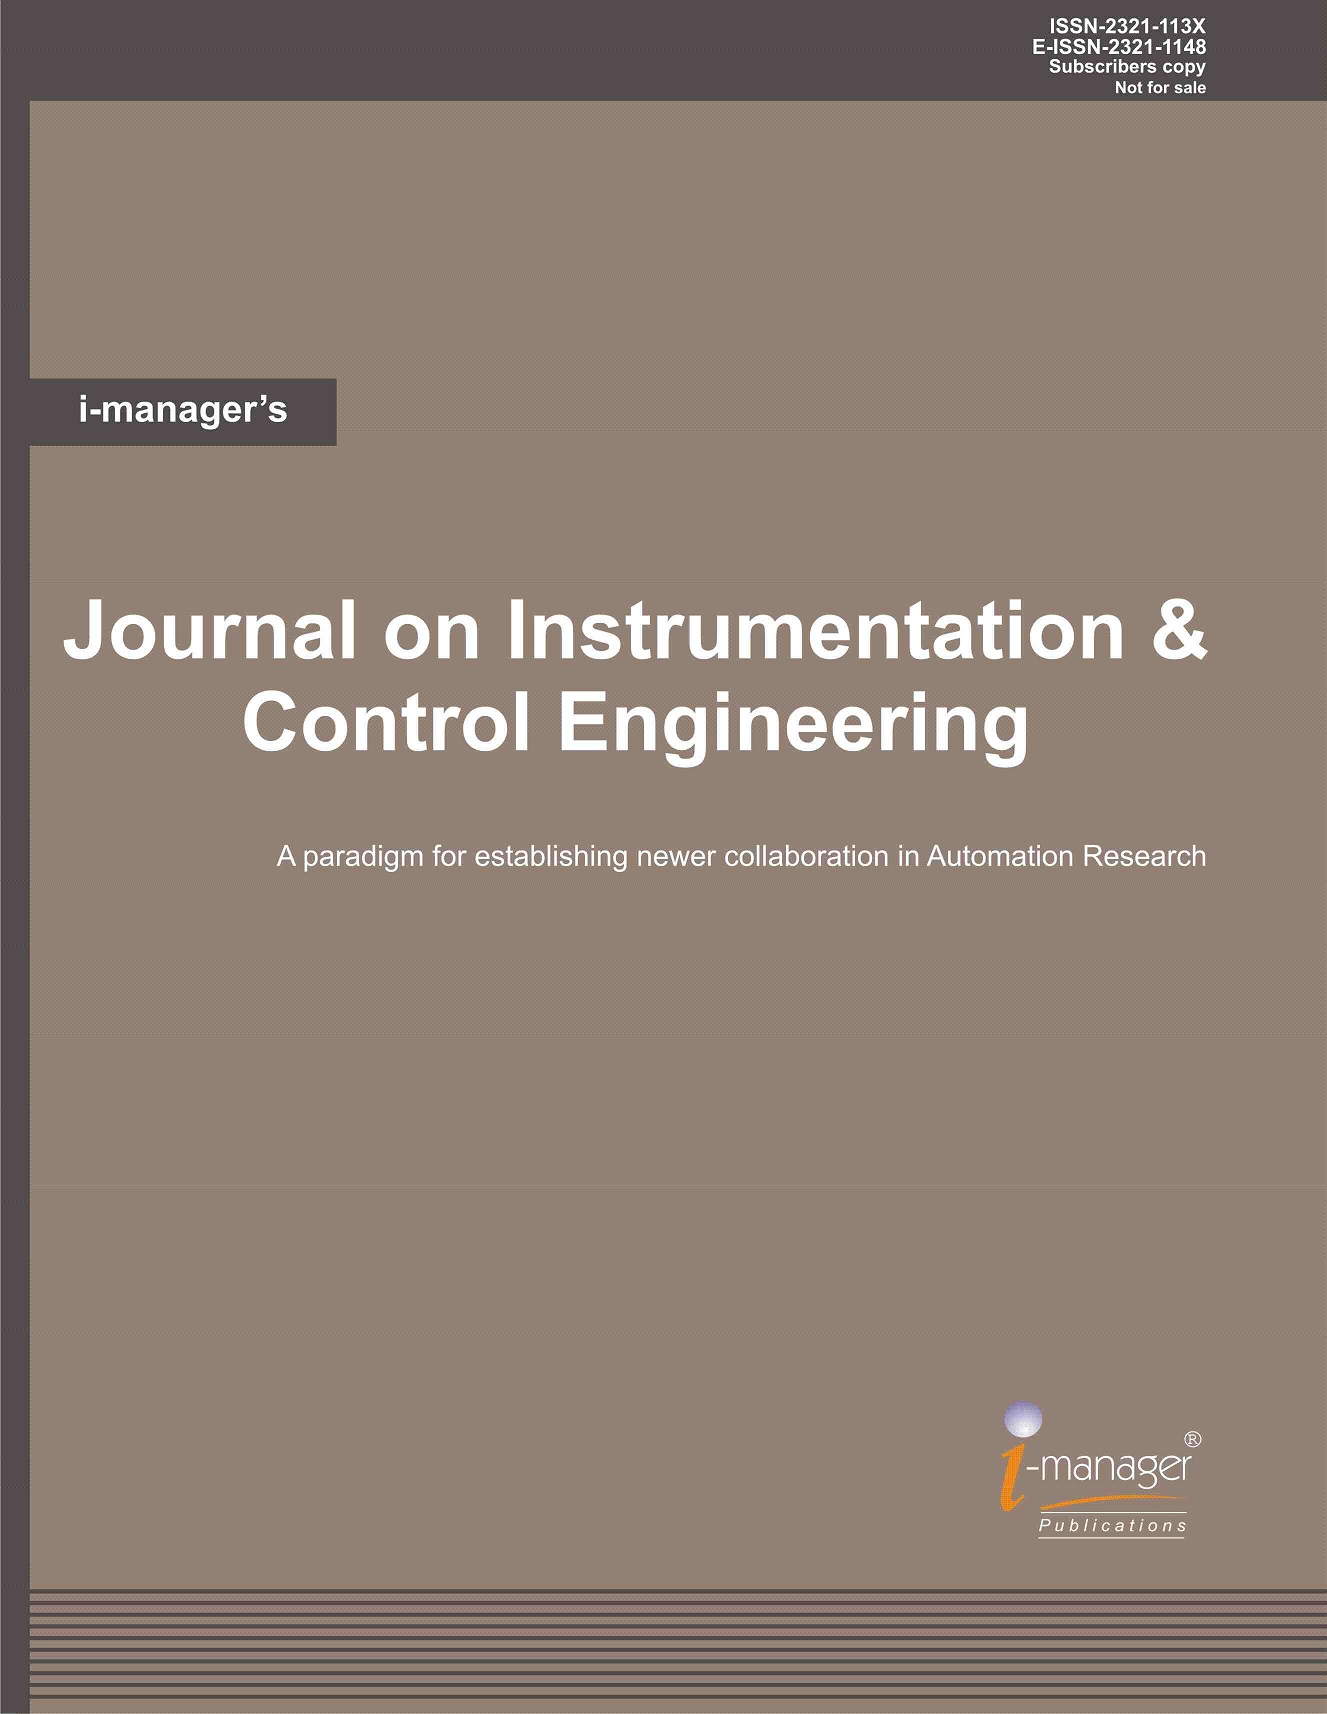 ISSN-2321-113X
E-ISSN-2321-1148
Subscribers copy
Not for sale
i-manager’s
Journal on Instrumentation &
Control Engineering
A paradigm for establishing newer collaboration in Automation Research
i-manager®
Publications